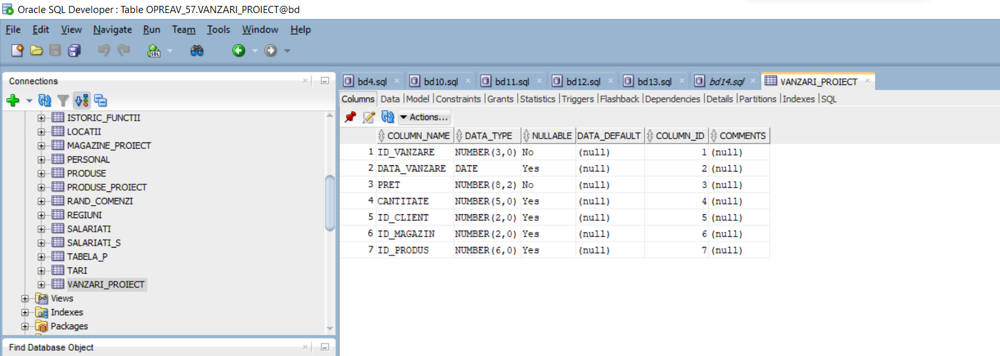 Oracle SQL Developer : Table OPREAV_57.VANZARI_PROIECT@bd
File Edit View Navigate Run Team Tools Window Help
SQL
Connections
ISTORIC_FUNCTII
LOCATII
MAGAZINE_PROIECT
PERSONAL
PRODUSE
PRODUSE_PROIECT
RAND_COMENZI
REGIUNI
SALARIATI
SALARIATI_S
TABELA_P
TARI
VANZARI_PROIECT
Views
Indexes
Packages
Find Database Object
bd4.sql bd10.sql bd11.sql bd12.sql bd13.sql bd14.sql VANZARI_PROIECT
Columns Data Model Constraints Grants Statistics Triggers Flashback Dependencies Details Partitions Indexes SQL
Actions...
COLUMN_NAME DATA_TYPE NULLABLE DATA_DEFAULT COLUMN_ID COMMENTS
1 ID_VANZARE NUMBER(3,0) No (null) 1 (null)
2 DATA_VANZARE DATE Yes (null) 2 (null)
3 PRET NUMBER(8,2) No (null) 3 (null)
4 CANTITATE NUMBER(5,0) Yes (null) 4 (null)
5 ID_CLIENT NUMBER(2,0) Yes (null) 5 (null)
6 ID_MAGAZIN NUMBER(2,0) Yes (null) 6 (null)
7 ID_PRODUS NUMBER(6,0) Yes (null) 7 (null)